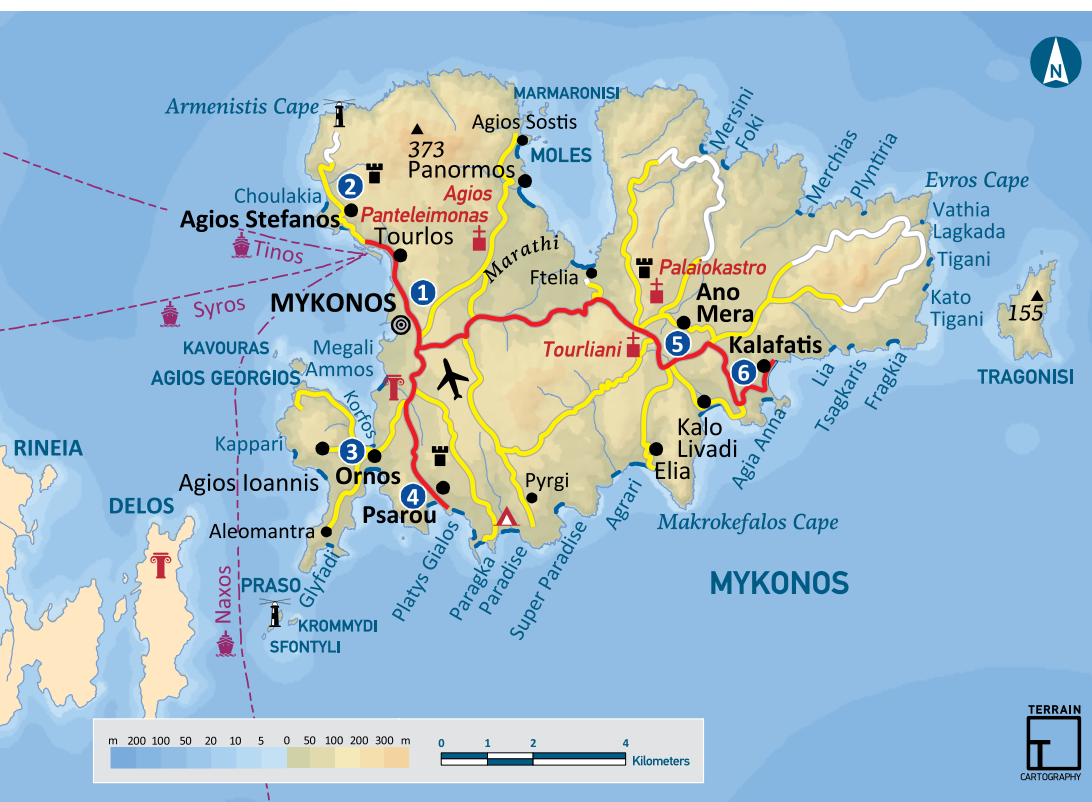 N
MARMARONISI
Armenistis Cape
Agios Sostis
Mersini
Foki
373
MOLES
Panormos
Merchias
Plyntiria
Evros Cape
2
Choulakia
Agios
Panteleimonas
Agios Stefanos
Vathia
Lagkada
Tourlos
Marathi
Tinos
Ftelia
Palaiokastro
Tigani
1
Ano
Mera
Kato
Tigani
155
MYKONOS
Syros
5
Kalafatis
KAVOURAS
Megali
Ammos
Tourliani
6
Lia
Tsagkaris
Fragkia
TRAGONISI
AGIOS GEORGIOS
Korfos
Kalo
Livadi
Agia Anna
RINEIA
Kappari
3
Ornos
Elia
Agios Ioannis
4
Psarou
Pyrgi
Agrari
DELOS
Aleomantra
Makrokefalos Cape
Glyfadi
Platys Gialos
Paragka
Paradise
Super Paradise
MYKONOS
Naxos
PRASO
KROMMYDI
SFONTYLI
m 200 100 50 20 10 5 0 50 100 200 300 m
0 1 2 4
Kilometers
TERRAIN
T
CARTOGRAPHY